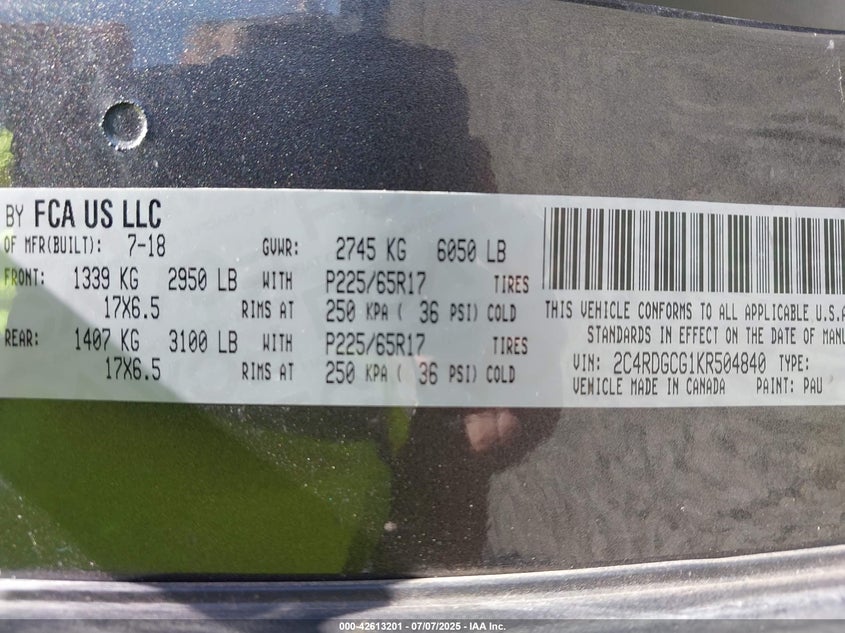 BY FCA US LLC
OF MFR(BUILT): 7-18 GVWR: 2745 KG 6050 LB
FRONT: 1339 KG 2950 LB WITH P225/65R17 TIRES
17X6.5 RIMS AT 250 KPA ( 36 PSI) COLD
REAR: 1407 KG 3100 LB WITH P225/65R17 TIRES
17X6.5 RIMS AT 250 KPA ( 36 PSI) COLD
THIS VEHICLE CONFORMS TO ALL APPLICABLE U.S.A
STANDARDS IN EFFECT ON THE DATE OF MANU
VIN: 2C4RDGCG1KR504840 TYPE:
VEHICLE MADE IN CANADA PAINT: PAU
000-42613201 - 07/07/2025 - IAA Inc.